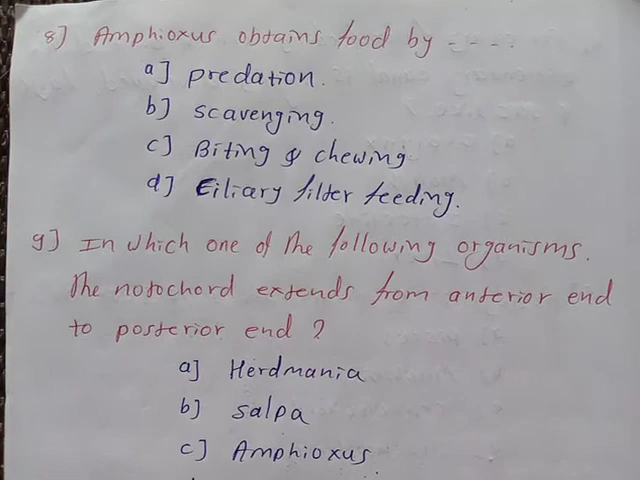 8] Amphioxus obtains food by - - - .
a] predation.
b] scavenging.
c] Biting & chewing
d] Ciliary filter feeding.
9] In which one of the following organisms.
The notochord extends from anterior end
to posterior end ?
a] Herdmania
b] salpa
c] Amphioxus.